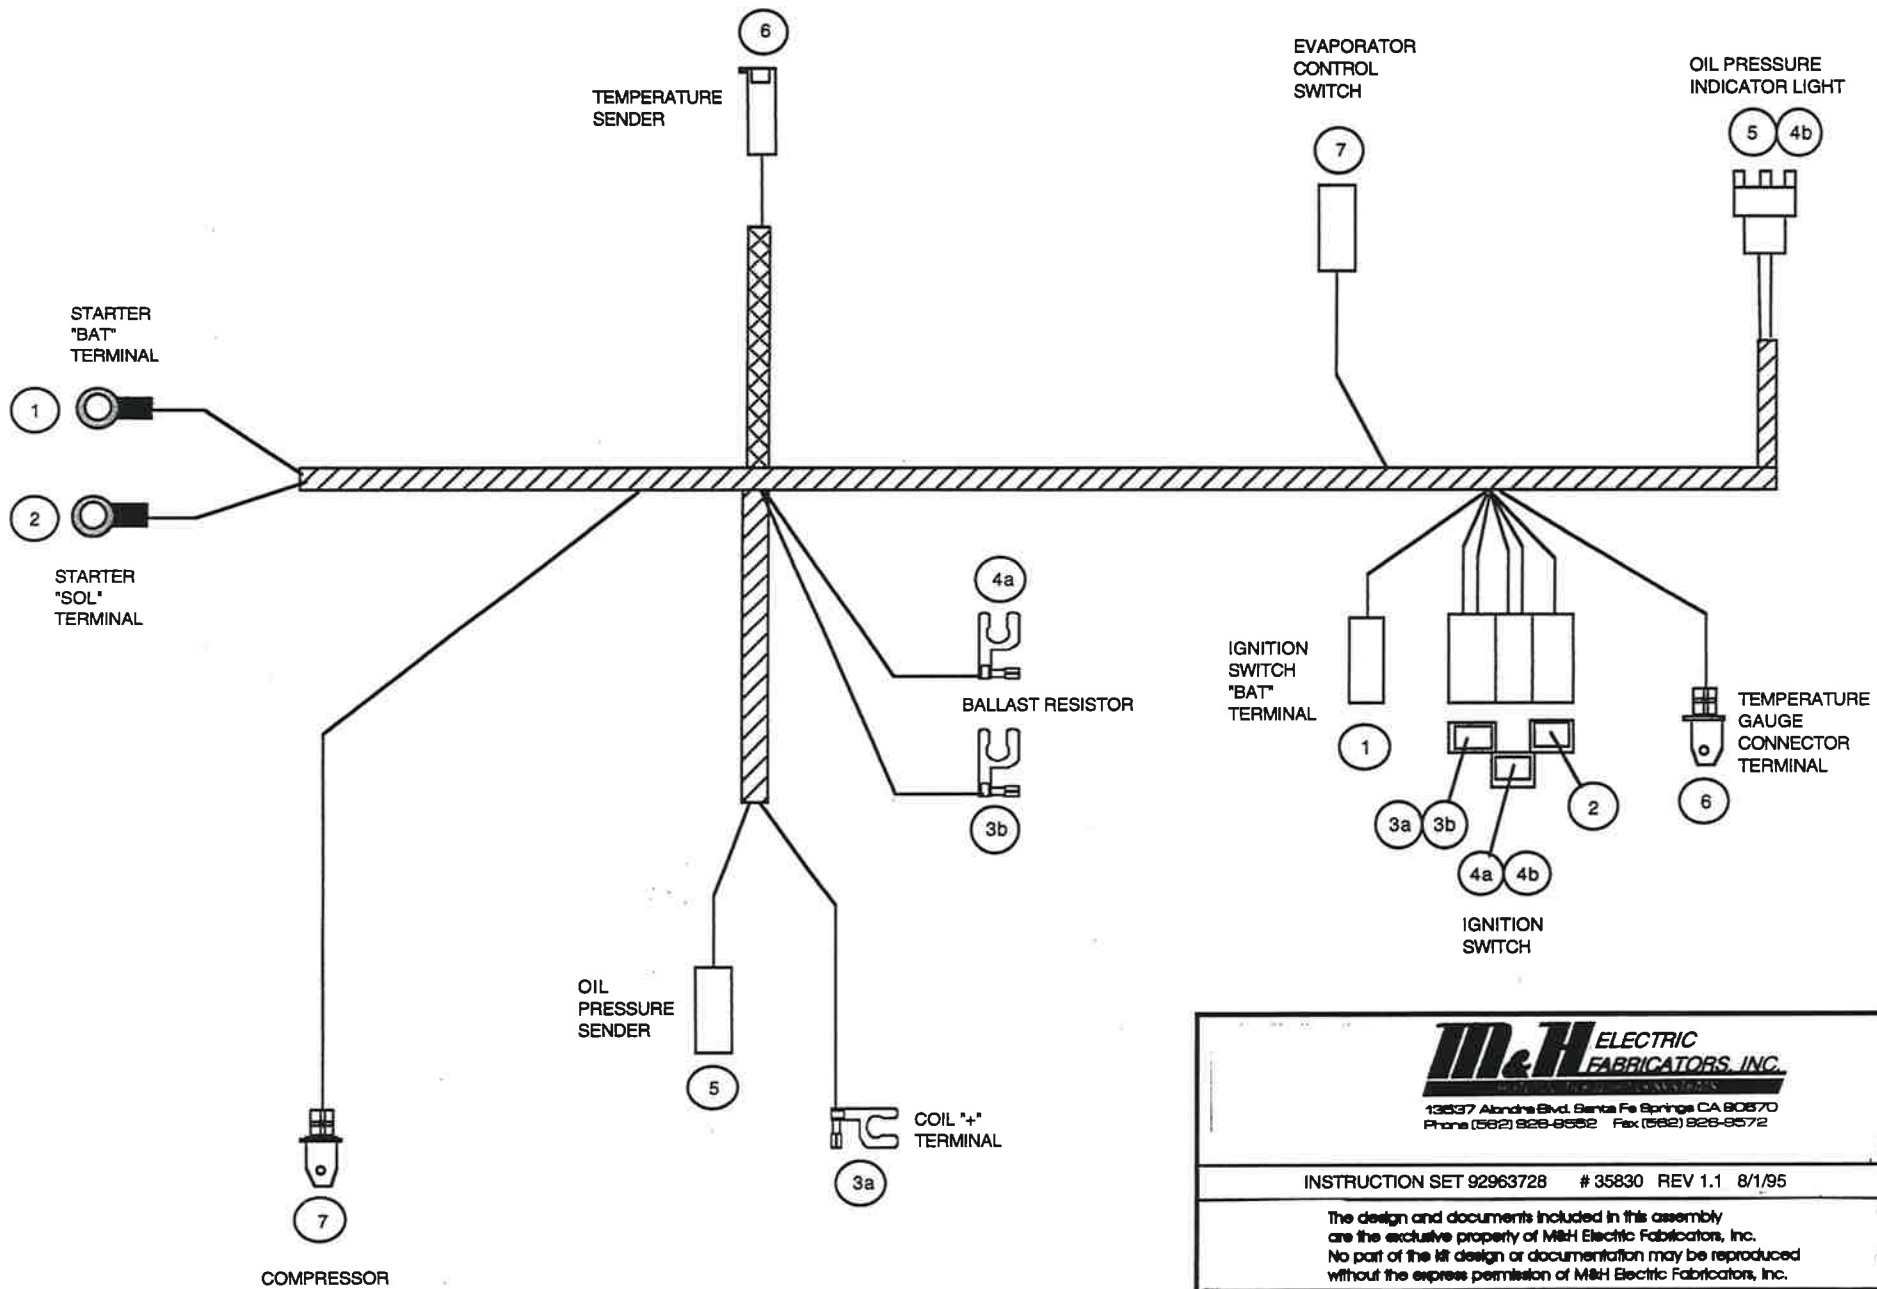 6
TEMPERATURE
SENDER
EVAPORATOR
CONTROL
SWITCH
7
OIL PRESSURE
INDICATOR LIGHT
5 4b
STARTER
"BAT"
TERMINAL
1
2
STARTER
"SOL"
TERMINAL
4a
BALLAST RESISTOR
3b
IGNITION
SWITCH
"BAT"
TERMINAL
1
3a 3b
4a 4b
2
IGNITION
SWITCH
TEMPERATURE
GAUGE
CONNECTOR
TERMINAL
6
OIL
PRESSURE
SENDER
5
COIL "+"
TERMINAL
3a
7
COMPRESSOR
M&H ELECTRIC
FABRICATORS, INC.
13537 Alondra Blvd. Santa Fe Springs CA 90670
Phone (562) 926-9552 Fax (562) 926-9572
INSTRUCTION SET 92963728 # 35830 REV 1.1 8/1/95
The design and documents included in this assembly
are the exclusive property of M&H Electric Fabricators, Inc.
No part of the kit design or documentation may be reproduced
without the express permission of M&H Electric Fabricators, Inc.